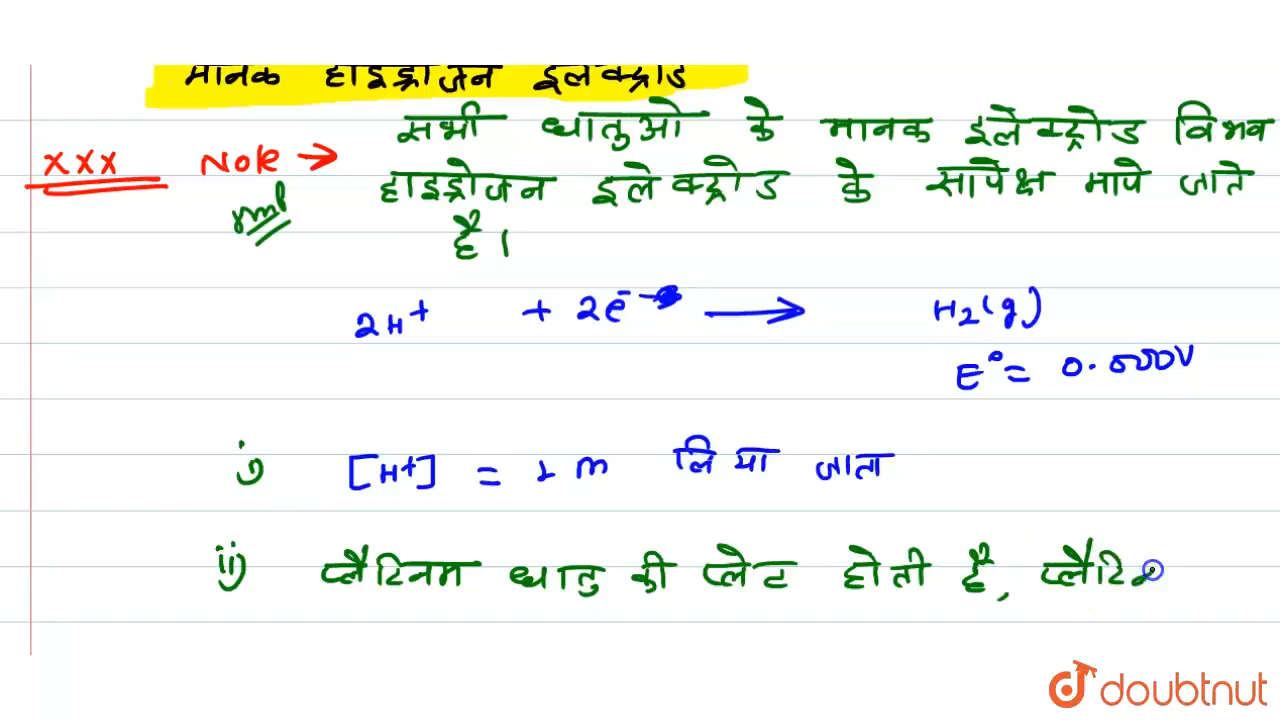 मानक हाइड्रोजन इलेक्ट्रोड
सभी धातुओ के मानक इलेक्ट्रोड विभव
xxx Note → हाइड्रोजन इलेक्ट्रोड के सापेक्ष मापे जाते
है।
2H⁺ + 2e⁻ ⟶ H₂(g)
E° = 0.000V
i) [H⁺] = 1 m लिया जाता
ii) प्लैटिनम धातु की प्लेट होती है, प्लैटिन
doubtnut